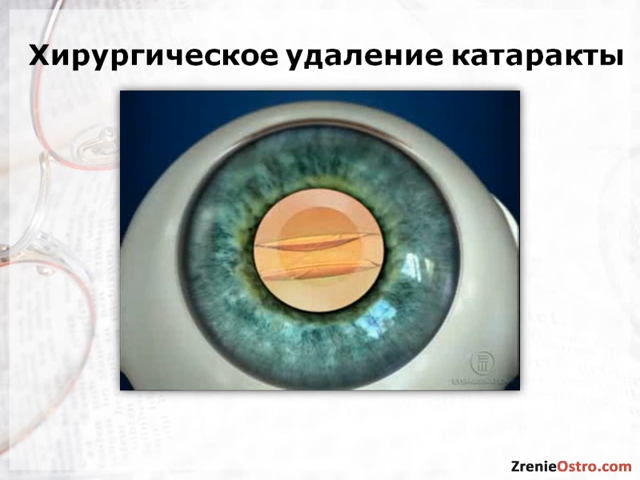 Хирургическое удаление катаракты
ZrenieOstro.com